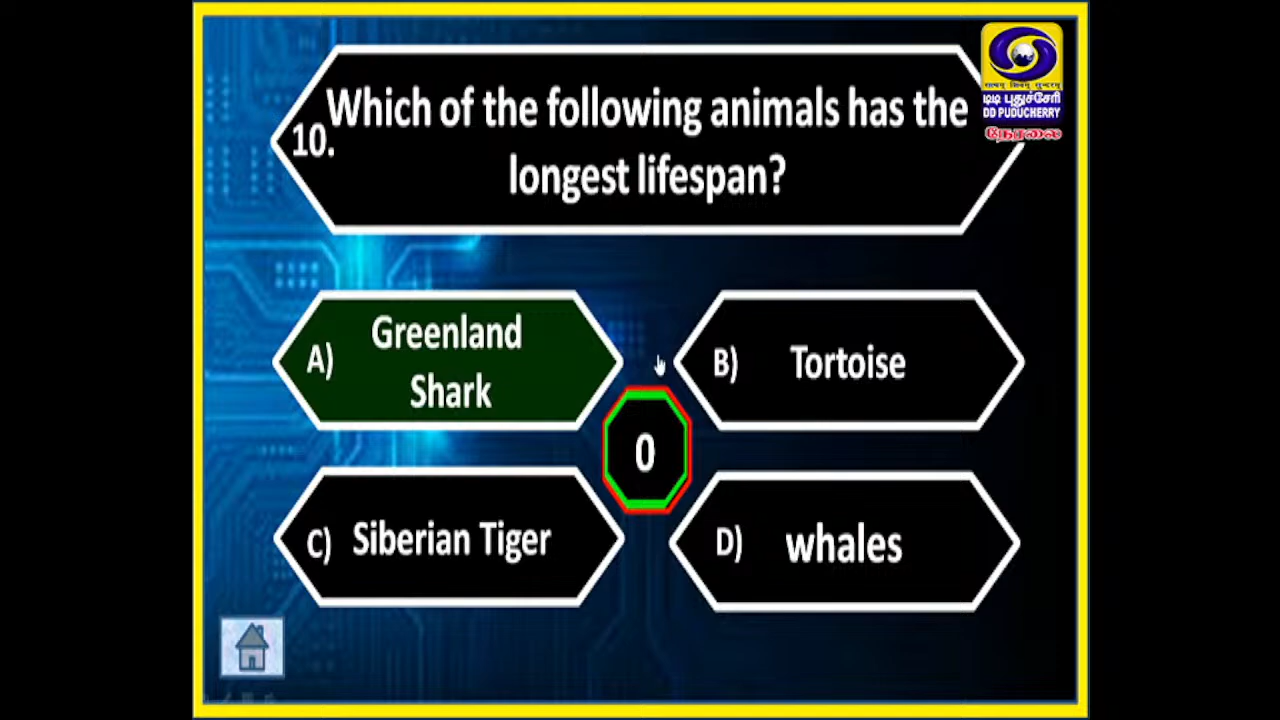 10.
Which of the following animals has the
longest lifespan?
டிடி புதுச்சேரி
DD PUDUCHERRY
நேரலை
A)
Greenland
Shark
B)
Tortoise
0
C)
Siberian Tiger
D)
whales